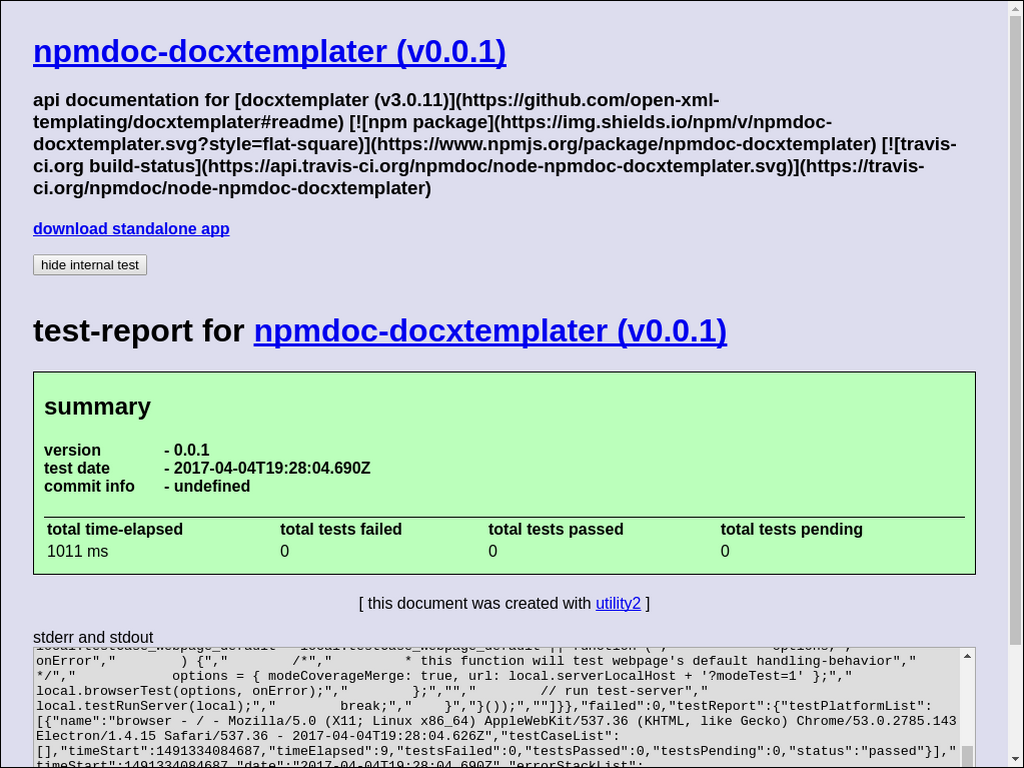 npmdoc-docxtemplater (v0.0.1)
api documentation for [docxtemplater (v3.0.11)](https://github.com/open-xml-
templating/docxtemplater#readme) [![npm package](https://img.shields.io/npm/v/npmdoc-
docxtemplater.svg?style=flat-square)](https://www.npmjs.org/package/npmdoc-docxtemplater) [![travis-
ci.org build-status](https://api.travis-ci.org/npmdoc/node-npmdoc-docxtemplater.svg)](https://travis-
ci.org/npmdoc/node-npmdoc-docxtemplater)
download standalone app
hide internal test
test-report for npmdoc-docxtemplater (v0.0.1)
summary
version - 0.0.1
test date - 2017-04-04T19:28:04.690Z
commit info - undefined
total time-elapsed total tests failed total tests passed total tests pending
1011 ms 0 0 0
[ this document was created with utility2 ]
stderr and stdout
onError","        ) {","        /*","         * this function will test webpage's default handling-behavior","
*/","         options = { modeCoverageMerge: true, url: local.serverLocalHost + '?modeTest=1' };","
local.browserTest(options, onError);","        };","","        // run test-server","
local.testRunServer(local);","        break;","    }","}());",""]}},"failed":0,"testReport":{"testPlatformList":
[{"name":"browser - / - Mozilla/5.0 (X11; Linux x86_64) AppleWebKit/537.36 (KHTML, like Gecko) Chrome/53.0.2785.143
Electron/1.4.15 Safari/537.36 - 2017-04-04T19:28:04.626Z","testCaseList":
[],"timeStart":1491334084687,"timeElapsed":9,"testsFailed":0,"testsPassed":0,"testsPending":0,"status":"passed"}],"
timeStart":1491334084687,"date":"2017-04-04T19:28:04.690Z","errorStackList":